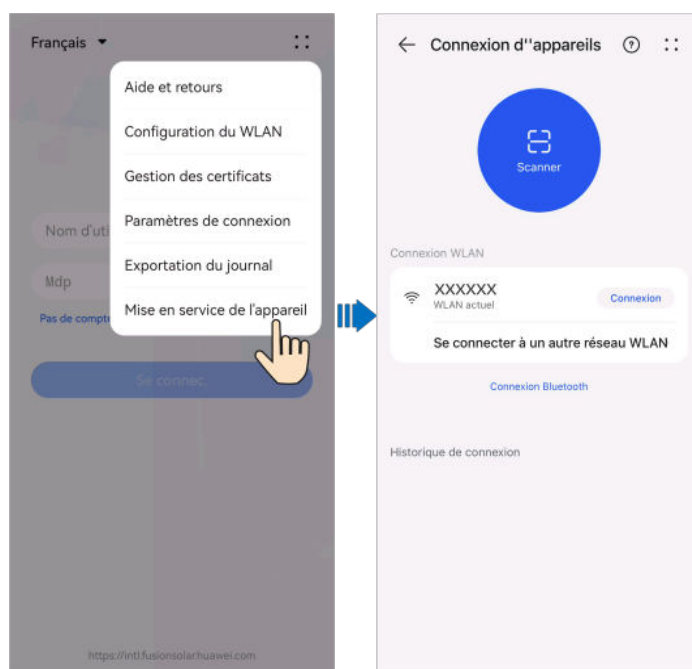 Français
Aide et retours
Configuration du WLAN
Gestion des certificats
Nom d'uti
Paramètres de connexion
Exportation du journal
Mdp
Mise en service de l'appareil
Pas de compte
Se connec.
https://intl.fusionsolar.huawei.com
Connexion d''appareils
Scanner
Connexion WLAN
XXXXXX
WLAN actuel
Connexion
Se connecter à un autre réseau WLAN
Connexion Bluetooth
Historique de connexion